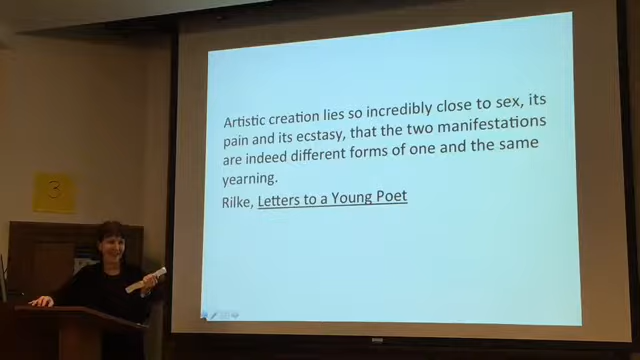 Artistic creation lies so incredibly close to sex, its
pain and its ecstasy, that the two manifestations
are indeed different forms of one and the same
yearning.
Rilke, Letters to a Young Poet
3